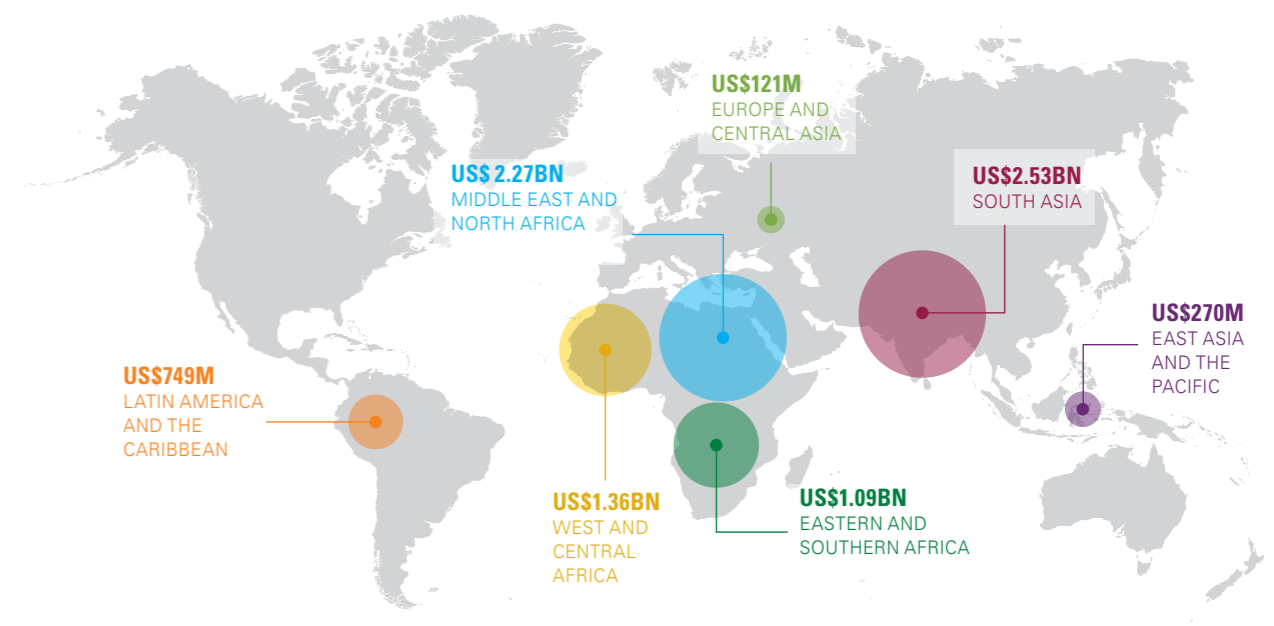 US$121M
EUROPE AND
CENTRAL ASIA
US$ 2.27BN
MIDDLE EAST AND
NORTH AFRICA
US$2.53BN
SOUTH ASIA
US$270M
EAST ASIA
AND THE
PACIFIC
US$749M
LATIN AMERICA
AND THE
CARIBBEAN
US$1.36BN
WEST AND
CENTRAL
AFRICA
US$1.09BN
EASTERN AND
SOUTHERN AFRICA